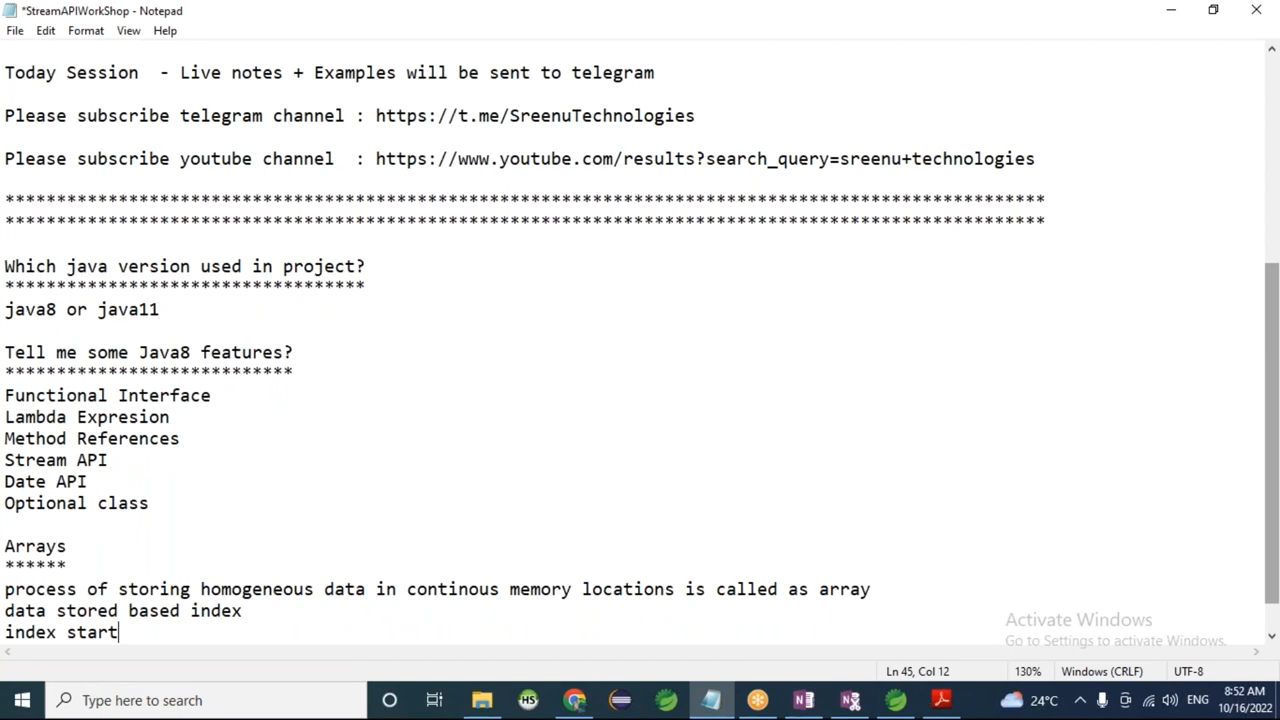 *StreamAPIWorkShop - Notepad
File Edit Format View Help
Today Session - Live notes + Examples will be sent to telegram
Please subscribe telegram channel : https://t.me/SreenuTechnologies
Please subscribe youtube channel : https://www.youtube.com/results?search_query=sreenu+technologies
*****************************************************************************************************
*****************************************************************************************************
Which java version used in project?
***********************************
java8 or java11
Tell me some Java8 features?
****************************
Functional Interface
Lambda Expresion
Method References
Stream API
Date API
Optional class
Arrays
******
process of storing homogeneous data in continous memory locations is called as array
data stored based index
index start
Activate Windows
Go to Settings to activate Windows.
Ln 45, Col 12 130% Windows (CRLF) UTF-8
Type here to search HS 24°C ENG 8:52 AM
10/16/2022